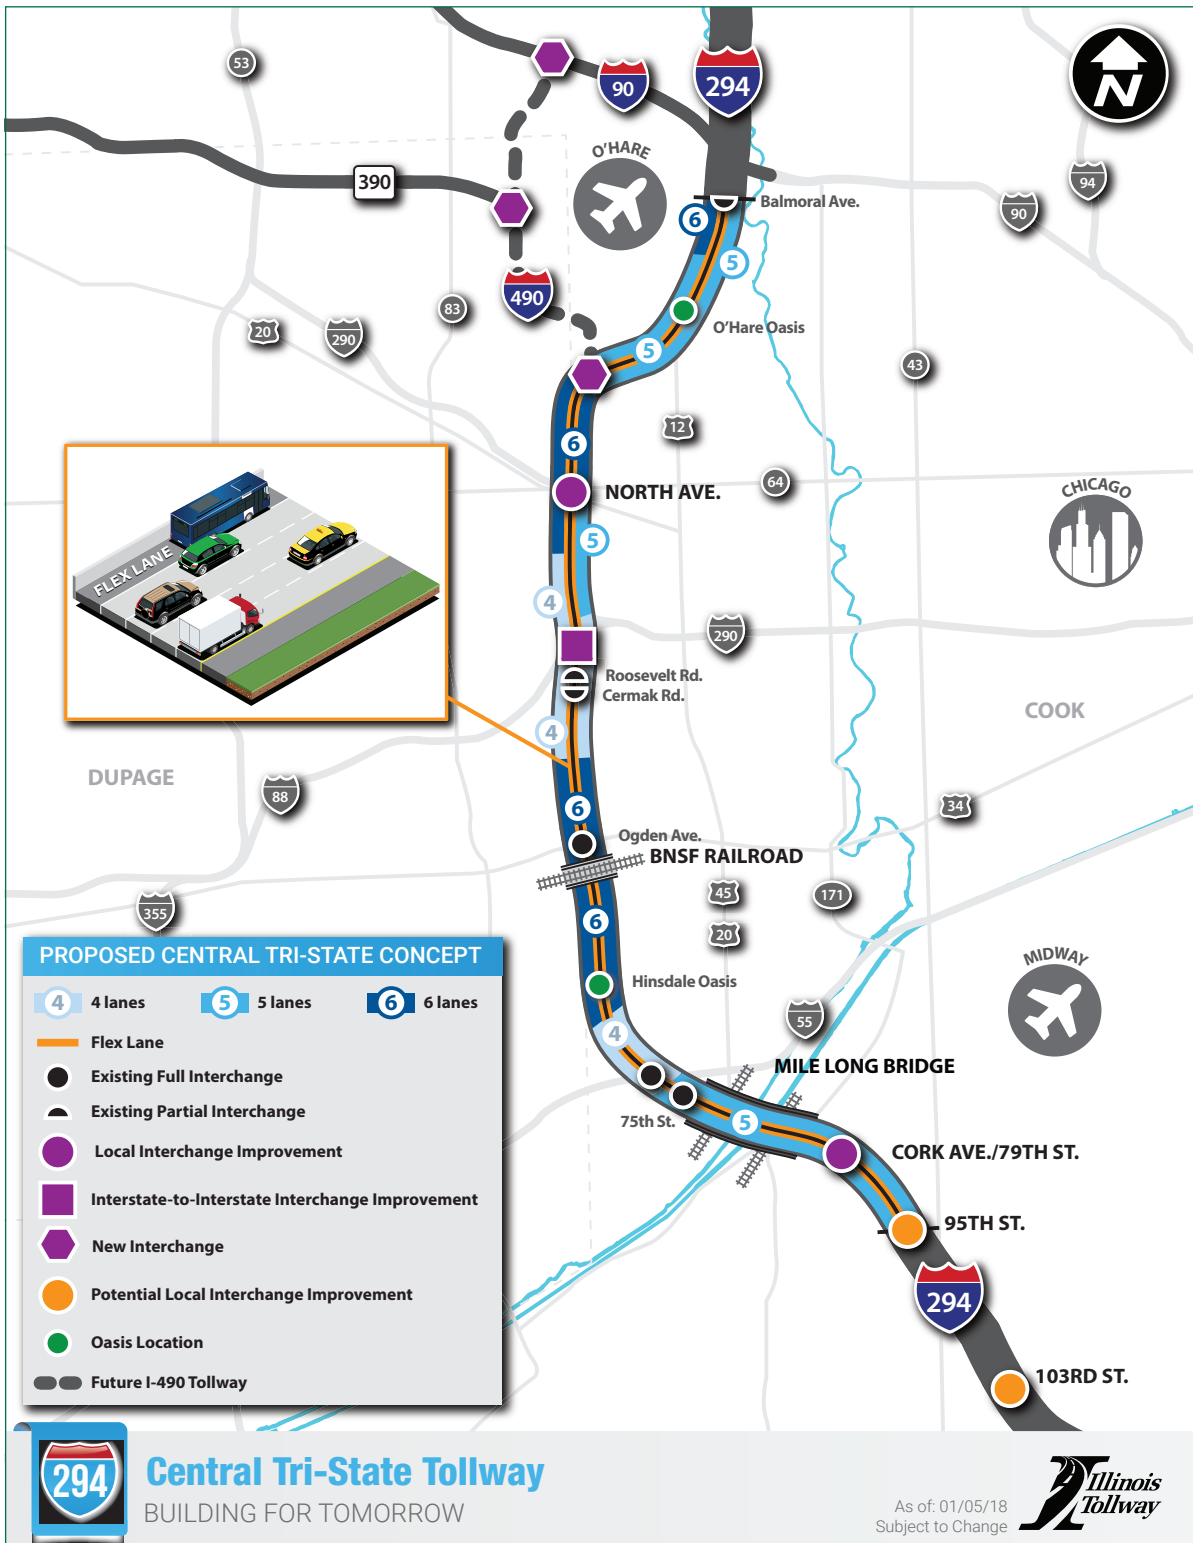 53
90
294
N
O'HARE
390
94
90
Balmoral Ave.
6
5
490
83
20
290
O'Hare Oasis
5
43
12
6
64
NORTH AVE.
CHICAGO
5
FLEX LANE
4
290
Roosevelt Rd.
Cermak Rd.
COOK
4
DUPAGE
88
6
34
Ogden Ave.
BNSF RAILROAD
45
171
355
6
20
PROPOSED CENTRAL TRI-STATE CONCEPT
MIDWAY
4 4 lanes 5 5 lanes 6 6 lanes
Hinsdale Oasis
55
4
Flex Lane
Existing Full Interchange
MILE LONG BRIDGE
Existing Partial Interchange
75th St.
5
Local Interchange Improvement
CORK AVE./79TH ST.
Interstate-to-Interstate Interchange Improvement
95TH ST.
New Interchange
Potential Local Interchange Improvement
294
Oasis Location
Future I-490 Tollway
103RD ST.
294
Central Tri-State Tollway
BUILDING FOR TOMORROW
As of: 01/05/18
Subject to Change
Illinois
Tollway